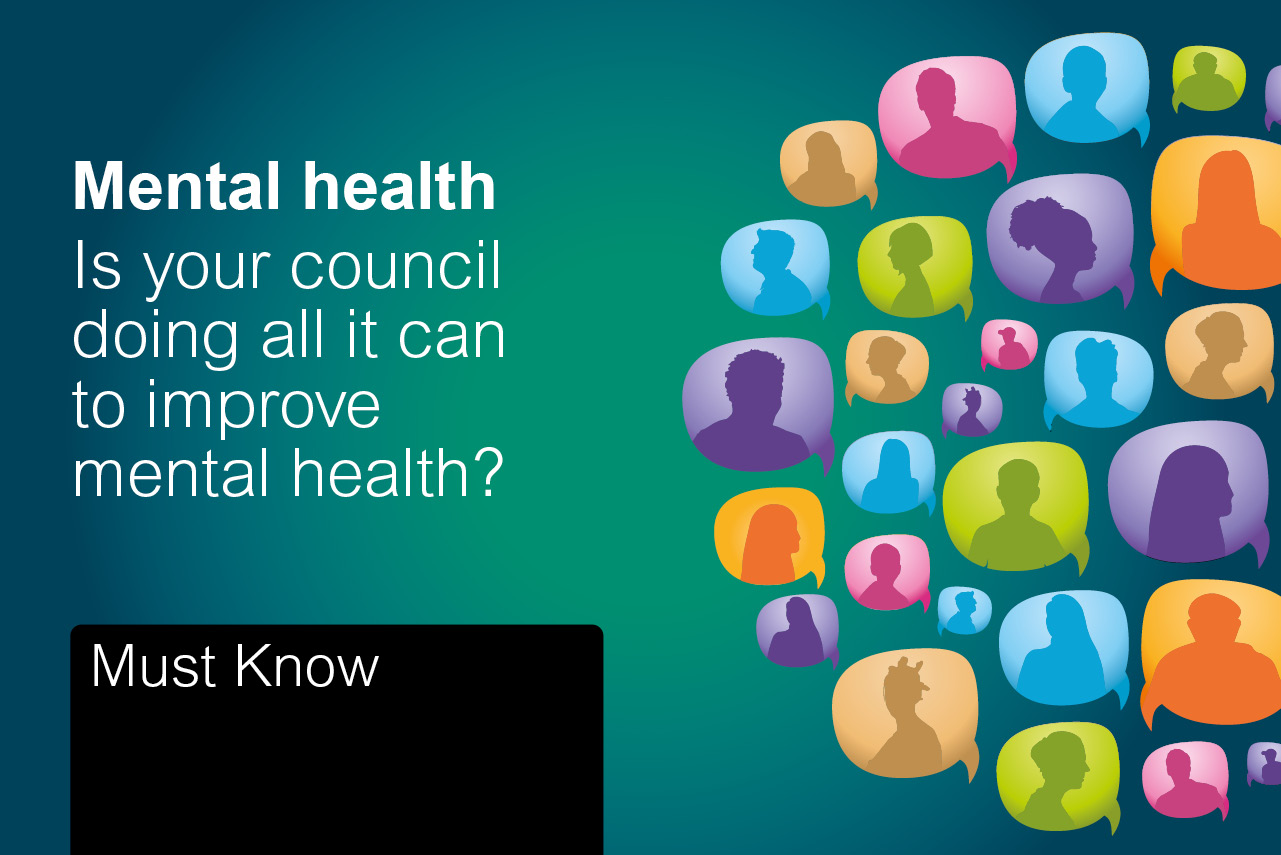 Mental health
Is your council
doing all it can
to improve
mental health?
Must Know